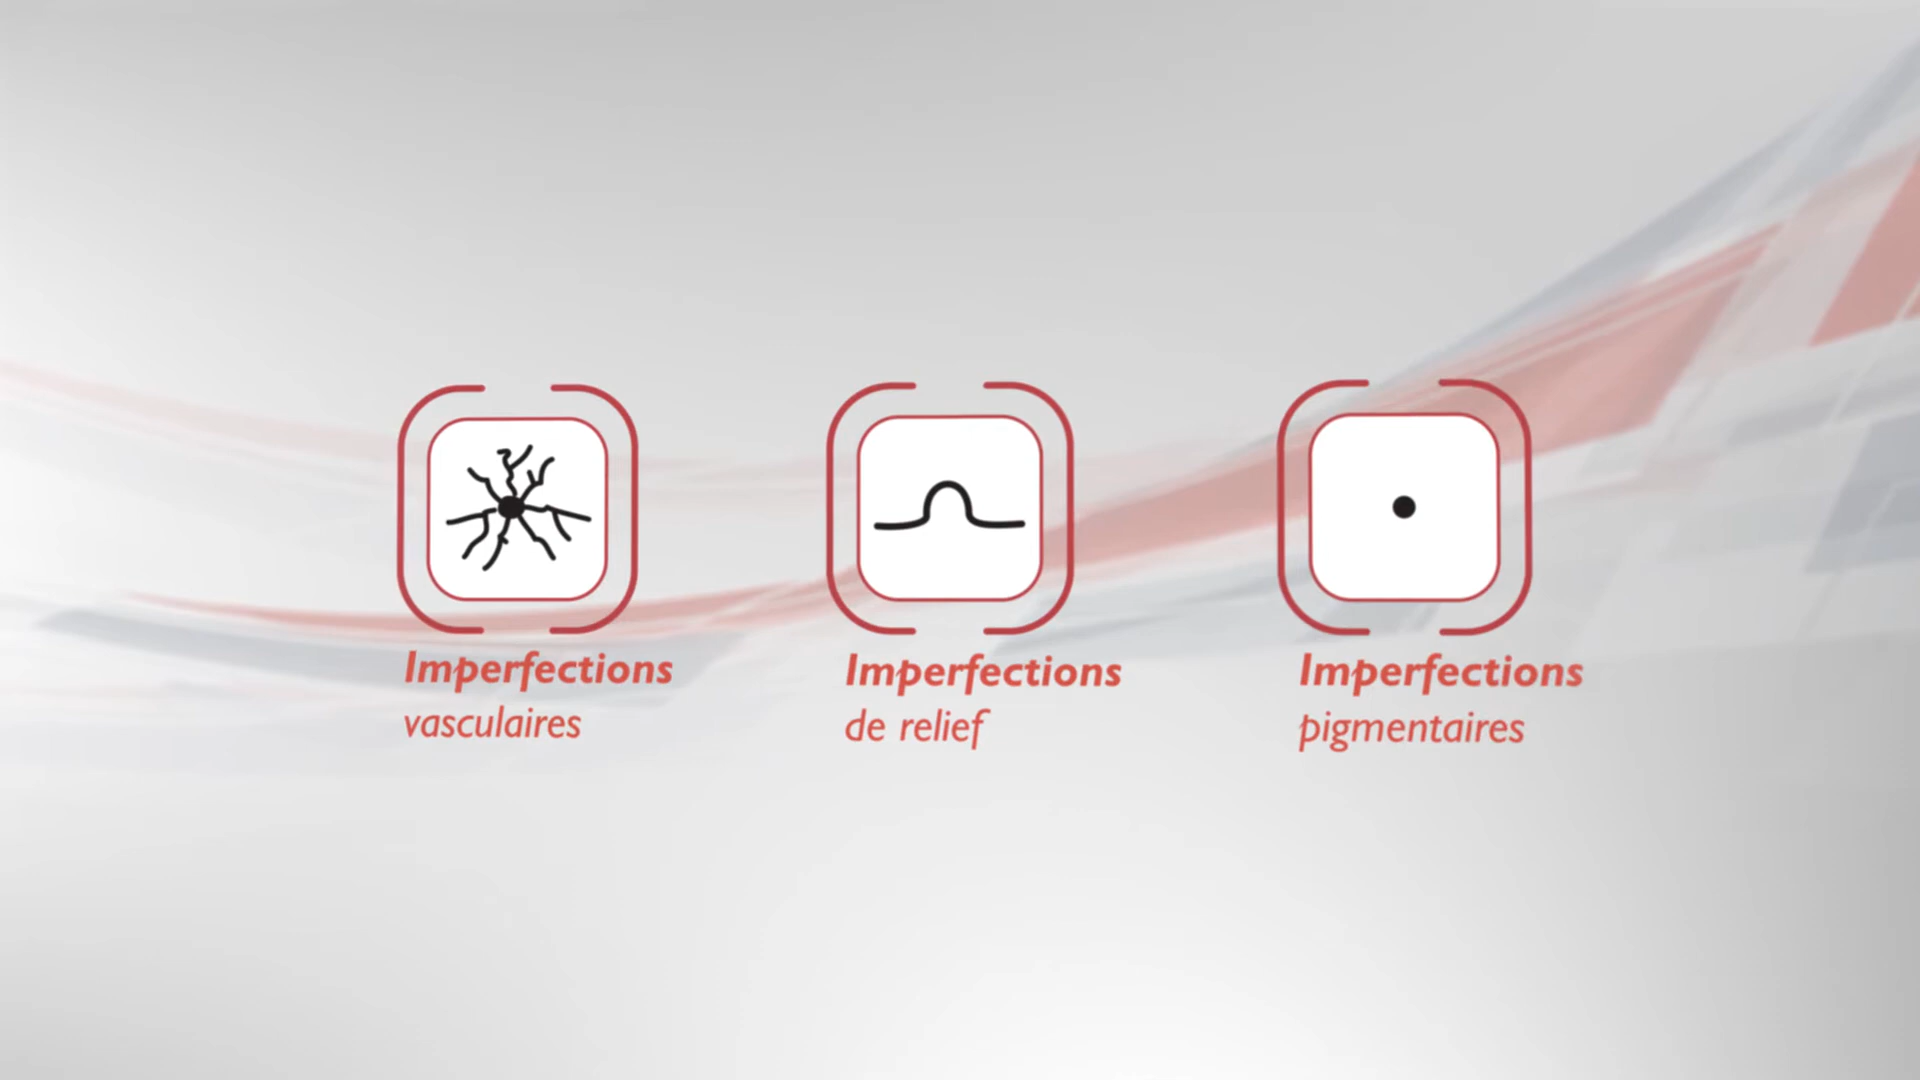 Imperfections
vasculaires
Imperfections
de relief
Imperfections
pigmentaires